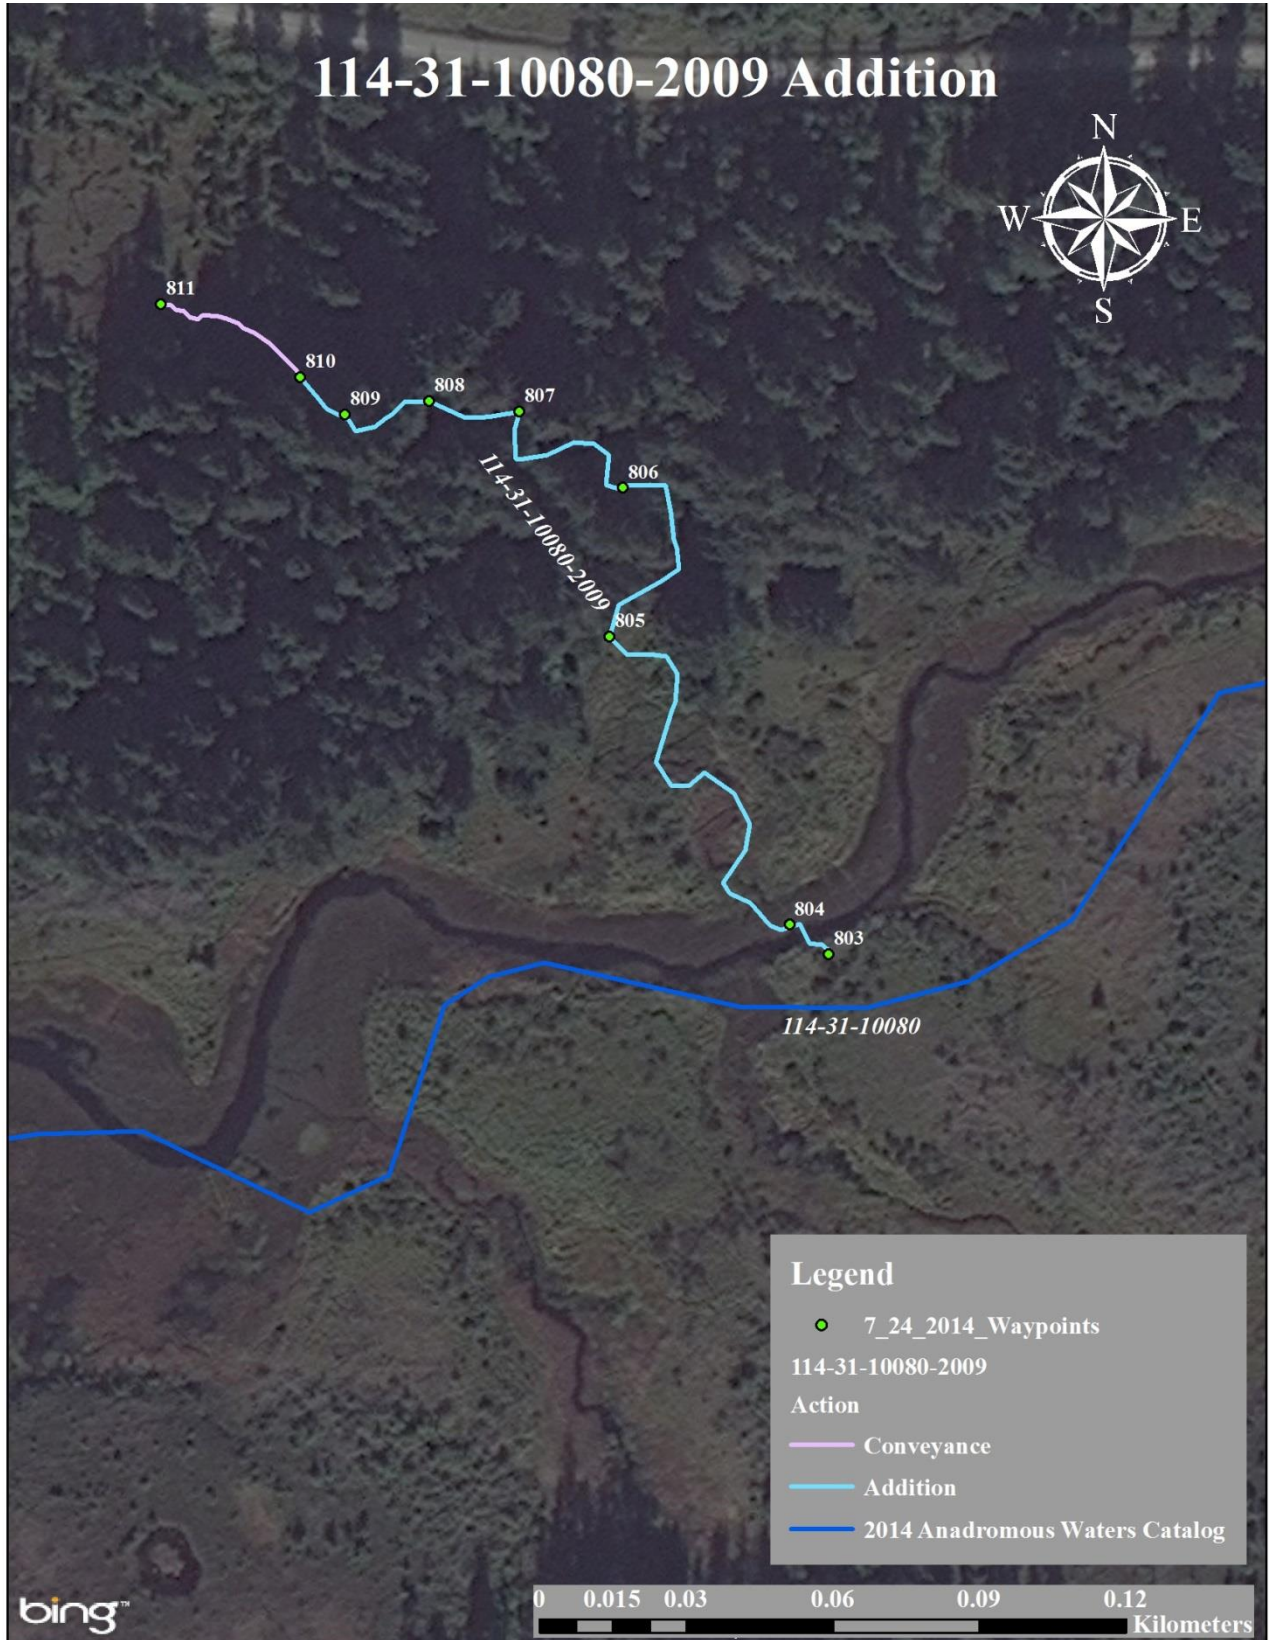 114-31-10080-2009 Addition
N
W E
S
811
810
809
808
807
806
114-31-10080-2009
805
804
803
114-31-10080
Legend
7_24_2014_Waypoints
114-31-10080-2009
Action
Conveyance
Addition
2014 Anadromous Waters Catalog
bing™
0 0.015 0.03 0.06 0.09 0.12
Kilometers